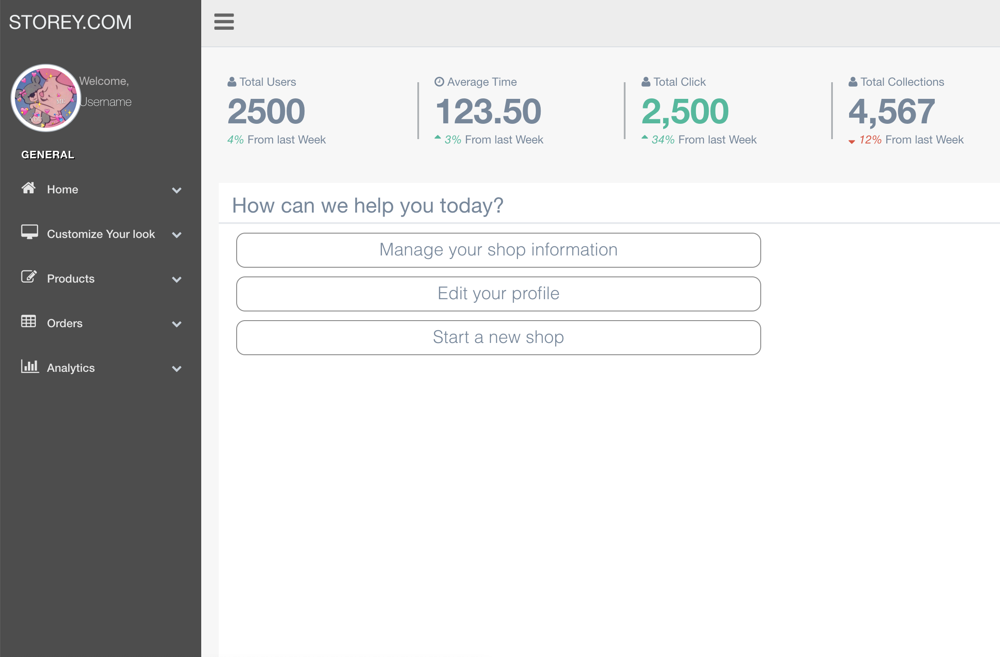 STOREY.COM
Welcome,
Username
ME
YOU
GENERAL
Home
Customize Your look
Products
Orders
Analytics
Total Users
2500
4% From last Week
Average Time
123.50
3% From last Week
Total Click
2,500
34% From last Week
Total Collections
4,567
12% From last Week
How can we help you today?
Manage your shop information
Edit your profile
Start a new shop